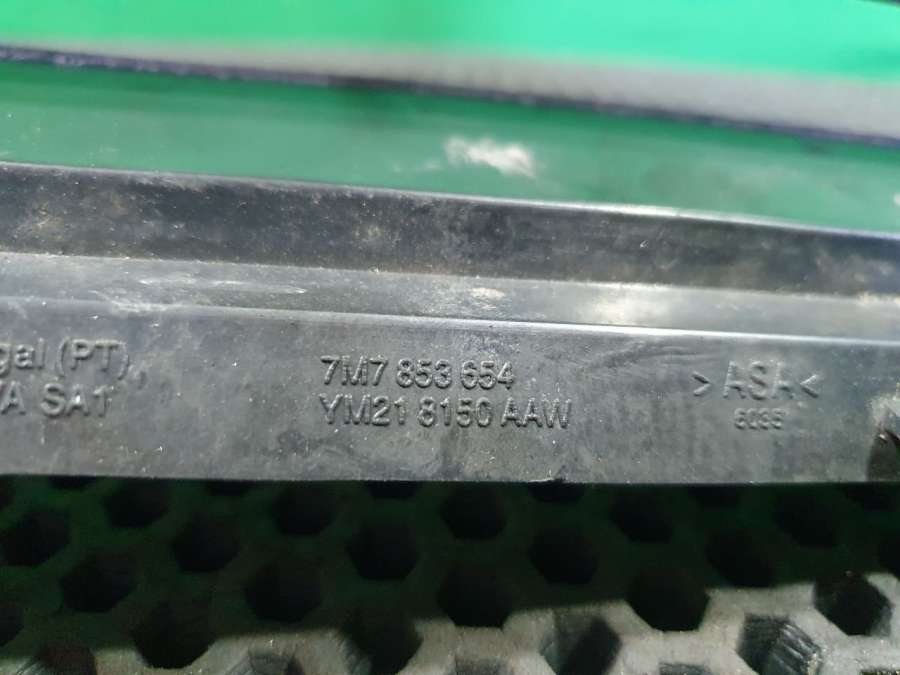 gal (PT),
A SA1
7M7 853 654
YM21 8150 AAW
>ASA<
6035